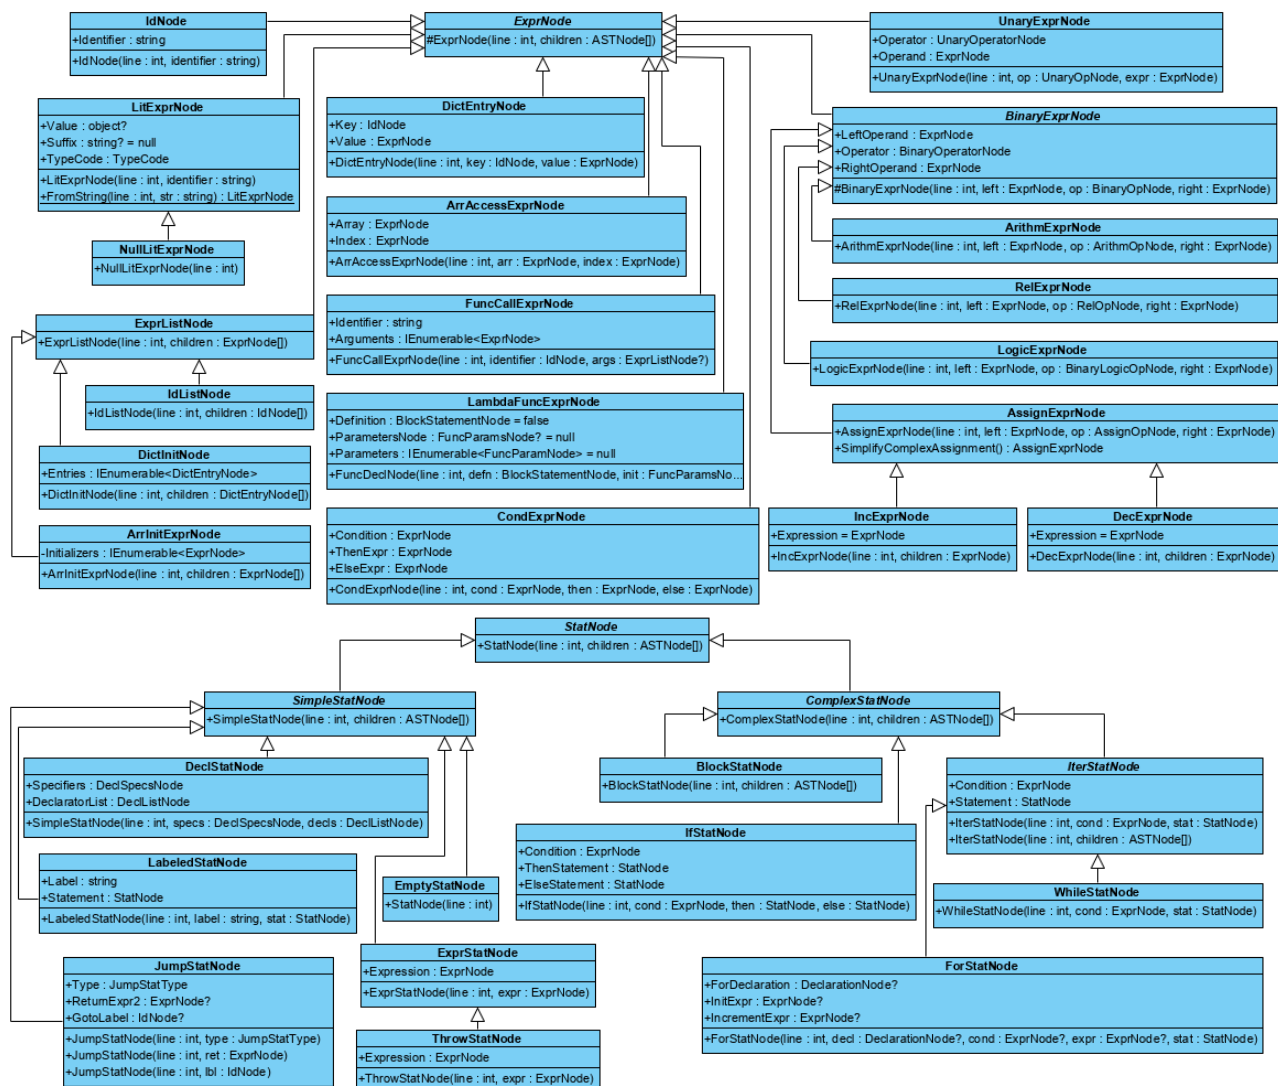 IdNode
+Identifier : string
+IdNode(line : int, identifier : string)
ExprNode
#ExprNode(line : int, children : ASTNode[])
UnaryExprNode
+Operator : UnaryOperatorNode
+Operand : ExprNode
+UnaryExprNode(line : int, op : UnaryOpNode, expr : ExprNode)
LitExprNode
+Value : object?
+Suffix : string? = null
+TypeCode : TypeCode
+LitExprNode(line : int, identifier : string)
+FromString(line : int, str : string) : LitExprNode
DictEntryNode
+Key : IdNode
+Value : ExprNode
+DictEntryNode(line : int, key : IdNode, value : ExprNode)
BinaryExprNode
+LeftOperand : ExprNode
+Operator : BinaryOperatorNode
+RightOperand : ExprNode
#BinaryExprNode(line : int, left : ExprNode, op : BinaryOpNode, right : ExprNode)
NullLitExprNode
+NullLitExprNode(line : int)
ArrAccessExprNode
+Array : ExprNode
+Index : ExprNode
+ArrAccessExprNode(line : int, arr : ExprNode, index : ExprNode)
ArithmExprNode
+ArithmExprNode(line : int, left : ExprNode, op : ArithmOpNode, right : ExprNode)
RelExprNode
+RelExprNode(line : int, left : ExprNode, op : RelOpNode, right : ExprNode)
ExprListNode
+ExprListNode(line : int, children : ExprNode[])
FuncCallExprNode
+Identifier : string
+Arguments : IEnumerable<ExprNode>
+FuncCallExprNode(line : int, identifier : IdNode, args : ExprListNode?)
LogicExprNode
+LogicExprNode(line : int, left : ExprNode, op : BinaryLogicOpNode, right : ExprNode)
IdListNode
+IdListNode(line : int, children : IdNode[])
LambdaFuncExprNode
+Definition : BlockStatementNode = false
+ParametersNode : FuncParamsNode? = null
+Parameters : IEnumerable<FuncParamNode> = null
+FuncDeclNode(line : int, defn : BlockStatementNode, init : FuncParamsNo...
AssignExprNode
+AssignExprNode(line : int, left : ExprNode, op : AssignOpNode, right : ExprNode)
+SimplifyComplexAssignment() : AssignExprNode
DictInitNode
+Entries : IEnumerable<DictEntryNode>
+DictInitNode(line : int, children : DictEntryNode[])
ArrInitExprNode
-Initializers : IEnumerable<ExprNode>
+ArrInitExprNode(line : int, children : ExprNode[])
CondExprNode
+Condition : ExprNode
+ThenExpr : ExprNode
+ElseExpr : ExprNode
+CondExprNode(line : int, cond : ExprNode, then : ExprNode, else : ExprNode)
IncExprNode
+Expression = ExprNode
+IncExprNode(line : int, children : ExprNode)
DecExprNode
+Expression = ExprNode
+DecExprNode(line : int, children : ExprNode)
StatNode
+StatNode(line : int, children : ASTNode[])
SimpleStatNode
+SimpleStatNode(line : int, children : ASTNode[])
ComplexStatNode
+ComplexStatNode(line : int, children : ASTNode[])
DeclStatNode
+Specifiers : DeclSpecsNode
+DeclaratorList : DeclListNode
+SimpleStatNode(line : int, specs : DeclSpecsNode, decls : DeclListNode)
BlockStatNode
+BlockStatNode(line : int, children : ASTNode[])
IterStatNode
+Condition : ExprNode
+Statement : StatNode
+IterStatNode(line : int, cond : ExprNode, stat : StatNode)
+IterStatNode(line : int, children : ASTNode[])
IfStatNode
+Condition : ExprNode
+ThenStatement : StatNode
+ElseStatement : StatNode
+IfStatNode(line : int, cond : ExprNode, then : StatNode, else : StatNode)
LabeledStatNode
+Label : string
+Statement : StatNode
+LabeledStatNode(line : int, label : string, stat : StatNode)
EmptyStatNode
+StatNode(line : int)
WhileStatNode
+WhileStatNode(line : int, cond : ExprNode, stat : StatNode)
ExprStatNode
+Expression : ExprNode
+ExprStatNode(line : int, expr : ExprNode)
JumpStatNode
+Type : JumpStatType
+ReturnExpr2 : ExprNode?
+GotoLabel : IdNode?
+JumpStatNode(line : int, type : JumpStatType)
+JumpStatNode(line : int, ret : ExprNode)
+JumpStatNode(line : int, lbl : IdNode)
ForStatNode
+ForDeclaration : DeclarationNode?
+InitExpr : ExprNode?
+IncrementExpr : ExprNode?
+ForStatNode(line : int, decl : DeclarationNode?, cond : ExprNode?, expr : ExprNode?, stat : StatNode)
ThrowStatNode
+Expression : ExprNode
+ThrowStatNode(line : int, expr : ExprNode)